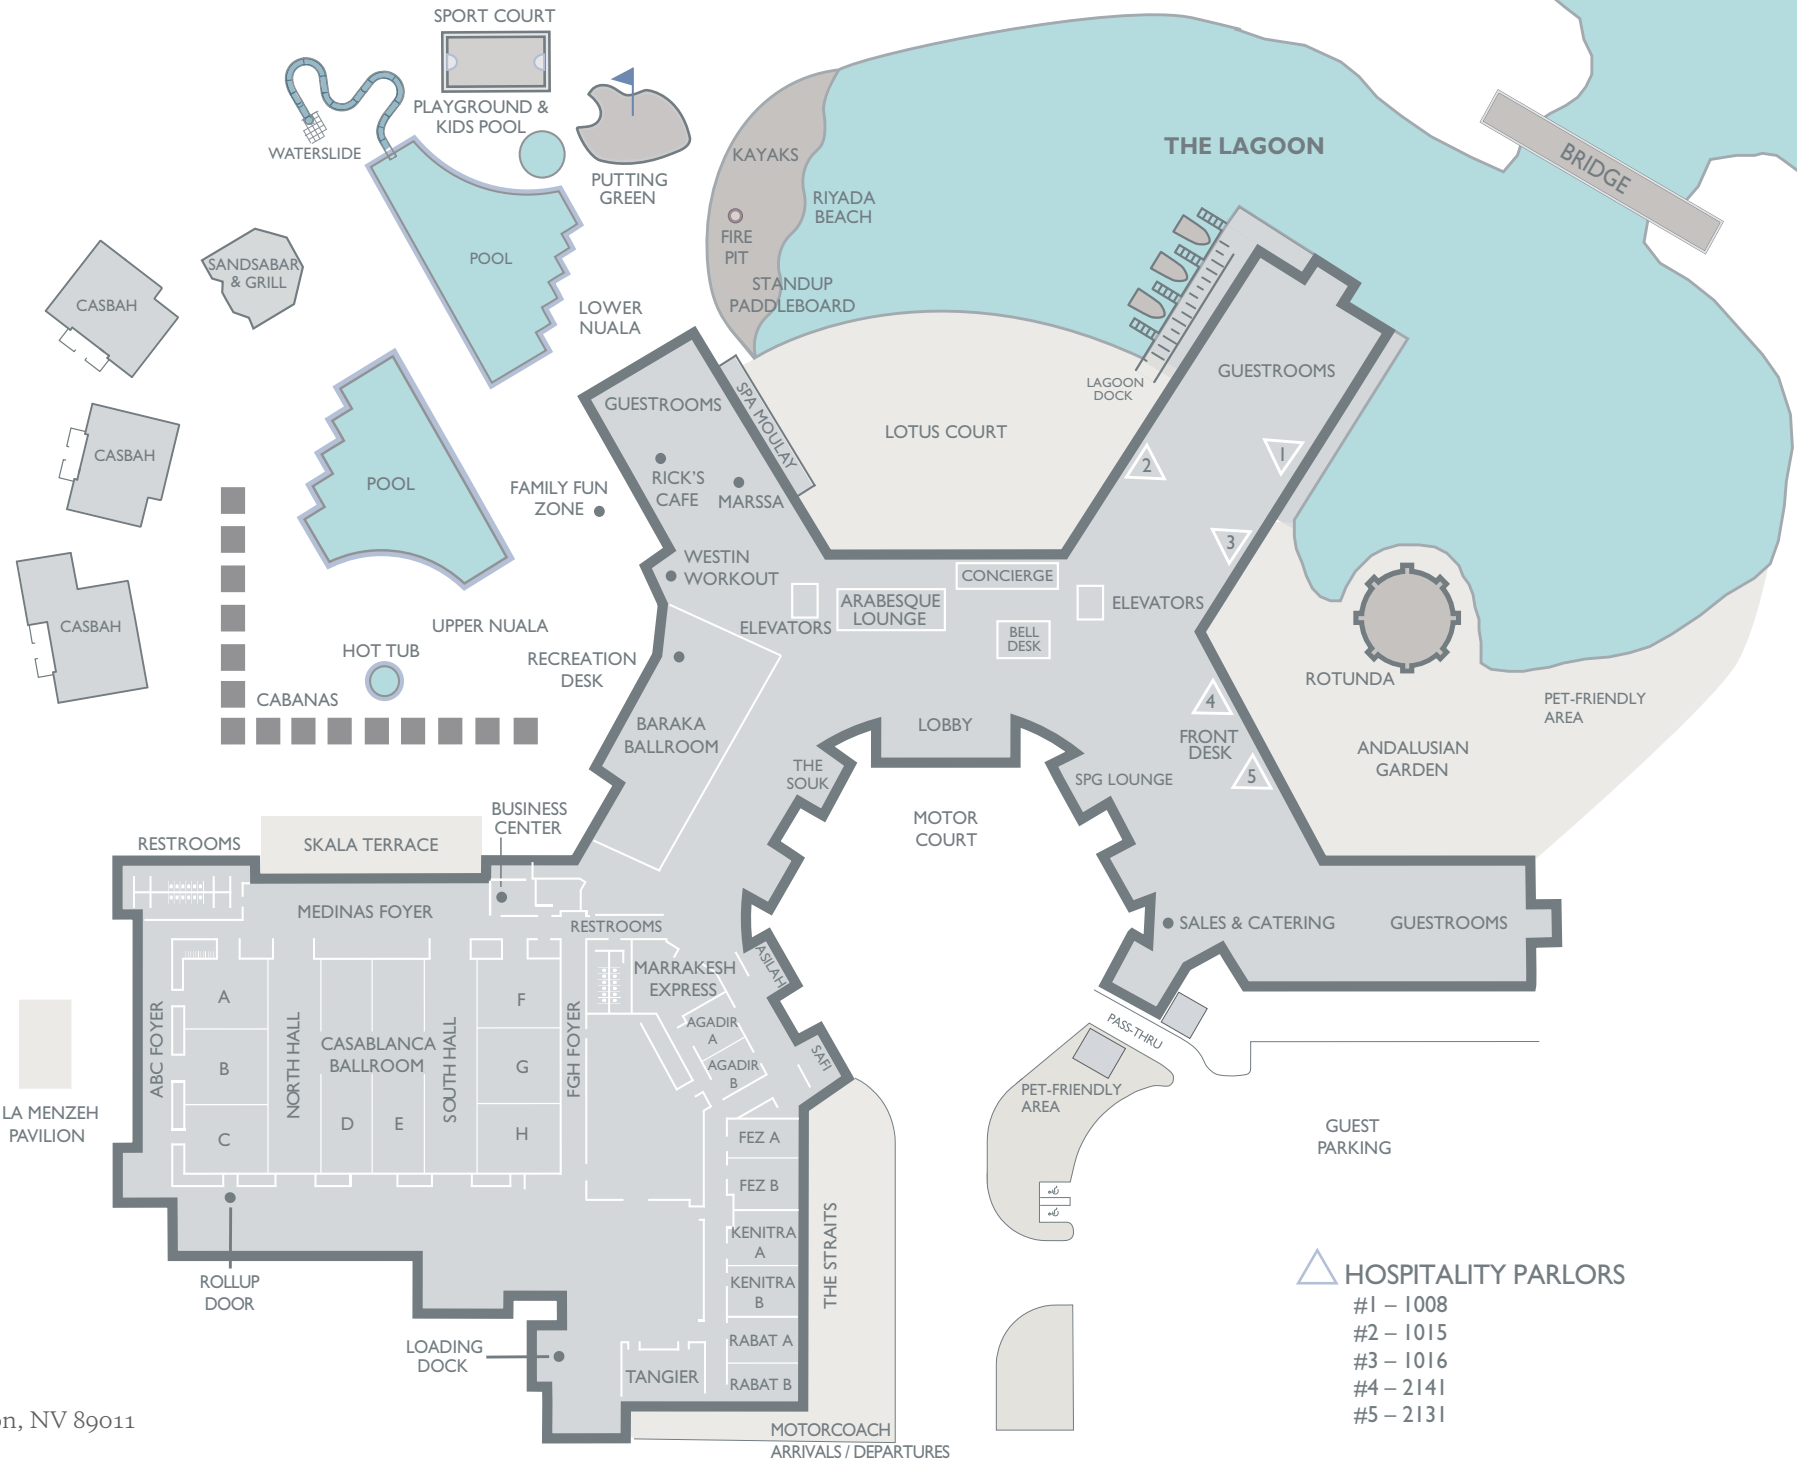 SPORT COURT
PLAYGROUND &
KIDS POOL
WATERSLIDE
PUTTING
GREEN
KAYAKS
FIRE
PIT
RIYADA
BEACH
STANDUP
PADDLEBOARD
THE LAGOON
BRIDGE
CASBAH
SANDSABAR
& GRILL
POOL
LOWER
NUALA
CASBAH
POOL
CASBAH
FAMILY FUN
ZONE
UPPER NUALA
HOT TUB
CABANAS
RECREATION
DESK
GUESTROOMS
SPA MOULAY
RICK'S
CAFE
MARSSA
WESTIN
WORKOUT
LOTUS COURT
LAGOON
DOCK
GUESTROOMS
1
2
3
CONCIERGE
ARABESQUE
LOUNGE
ELEVATORS
ELEVATORS
BELL
DESK
LOBBY
BARAKA
BALLROOM
THE
SOUK
4
FRONT
DESK
5
SPG LOUNGE
ROTUNDA
PET-FRIENDLY
AREA
ANDALUSIAN
GARDEN
MOTOR
COURT
BUSINESS
CENTER
RESTROOMS
SKALA TERRACE
MEDINAS FOYER
RESTROOMS
SALES & CATERING
GUESTROOMS
MARRAKESH
EXPRESS
ASILAH
AGADIR
A
AGADIR
B
SAFI
ABC FOYER
A
B
C
NORTH HALL
CASABLANCA
BALLROOM
D
E
SOUTH HALL
F
G
H
FGH FOYER
LA MENZEH
PAVILION
PASS-THRU
PET-FRIENDLY
AREA
GUEST
PARKING
FEZ A
FEZ B
KENITRA
A
KENITRA
B
RABAT A
RABAT B
THE STRAITS
TANGIER
ROLLUP
DOOR
LOADING
DOCK
MOTORCOACH
ARRIVALS / DEPARTURES
HOSPITALITY PARLORS
#1 – 1008
#2 – 1015
#3 – 1016
#4 – 2141
#5 – 2131
on, NV 89011